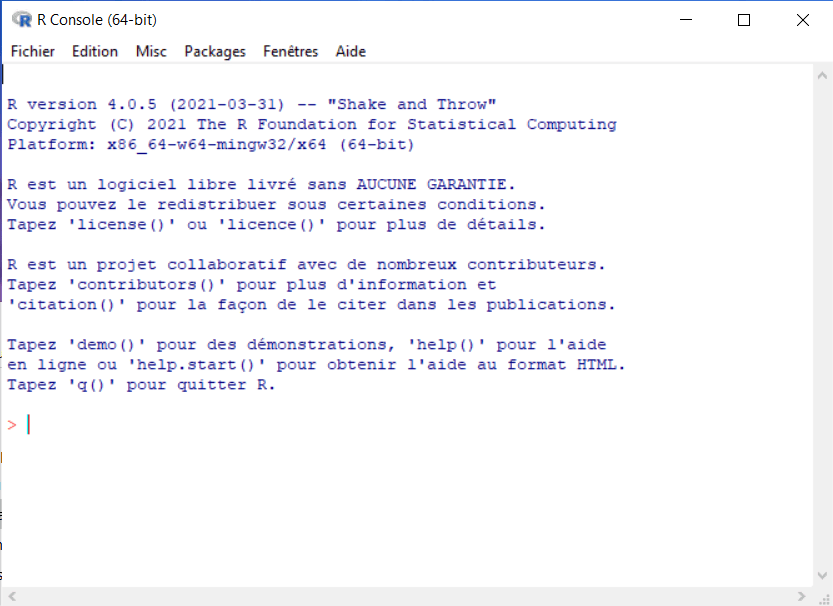 R Console (64-bit)
Fichier Edition Misc Packages Fenêtres Aide
R version 4.0.5 (2021-03-31) -- "Shake and Throw"
Copyright (C) 2021 The R Foundation for Statistical Computing
Platform: x86_64-w64-mingw32/x64 (64-bit)
R est un logiciel libre livré sans AUCUNE GARANTIE.
Vous pouvez le redistribuer sous certaines conditions.
Tapez 'license()' ou 'licence()' pour plus de détails.
R est un projet collaboratif avec de nombreux contributeurs.
Tapez 'contributors()' pour plus d'information et
'citation()' pour la façon de le citer dans les publications.
Tapez 'demo()' pour des démonstrations, 'help()' pour l'aide
en ligne ou 'help.start()' pour obtenir l'aide au format HTML.
Tapez 'q()' pour quitter R.
>